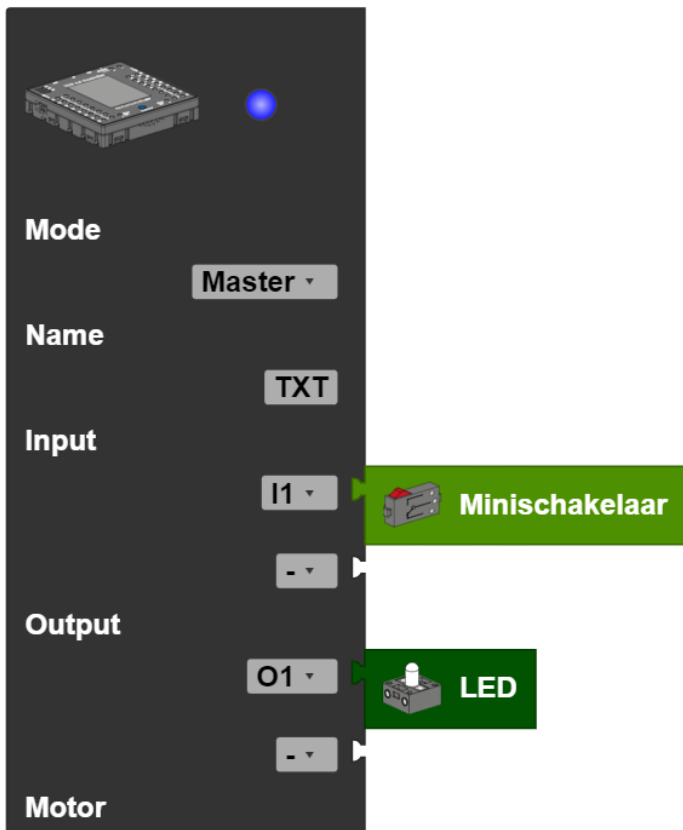 Mode
Master
Name
TXT
Input
I1
Minischakelaar
-
Output
O1
LED
-
Motor